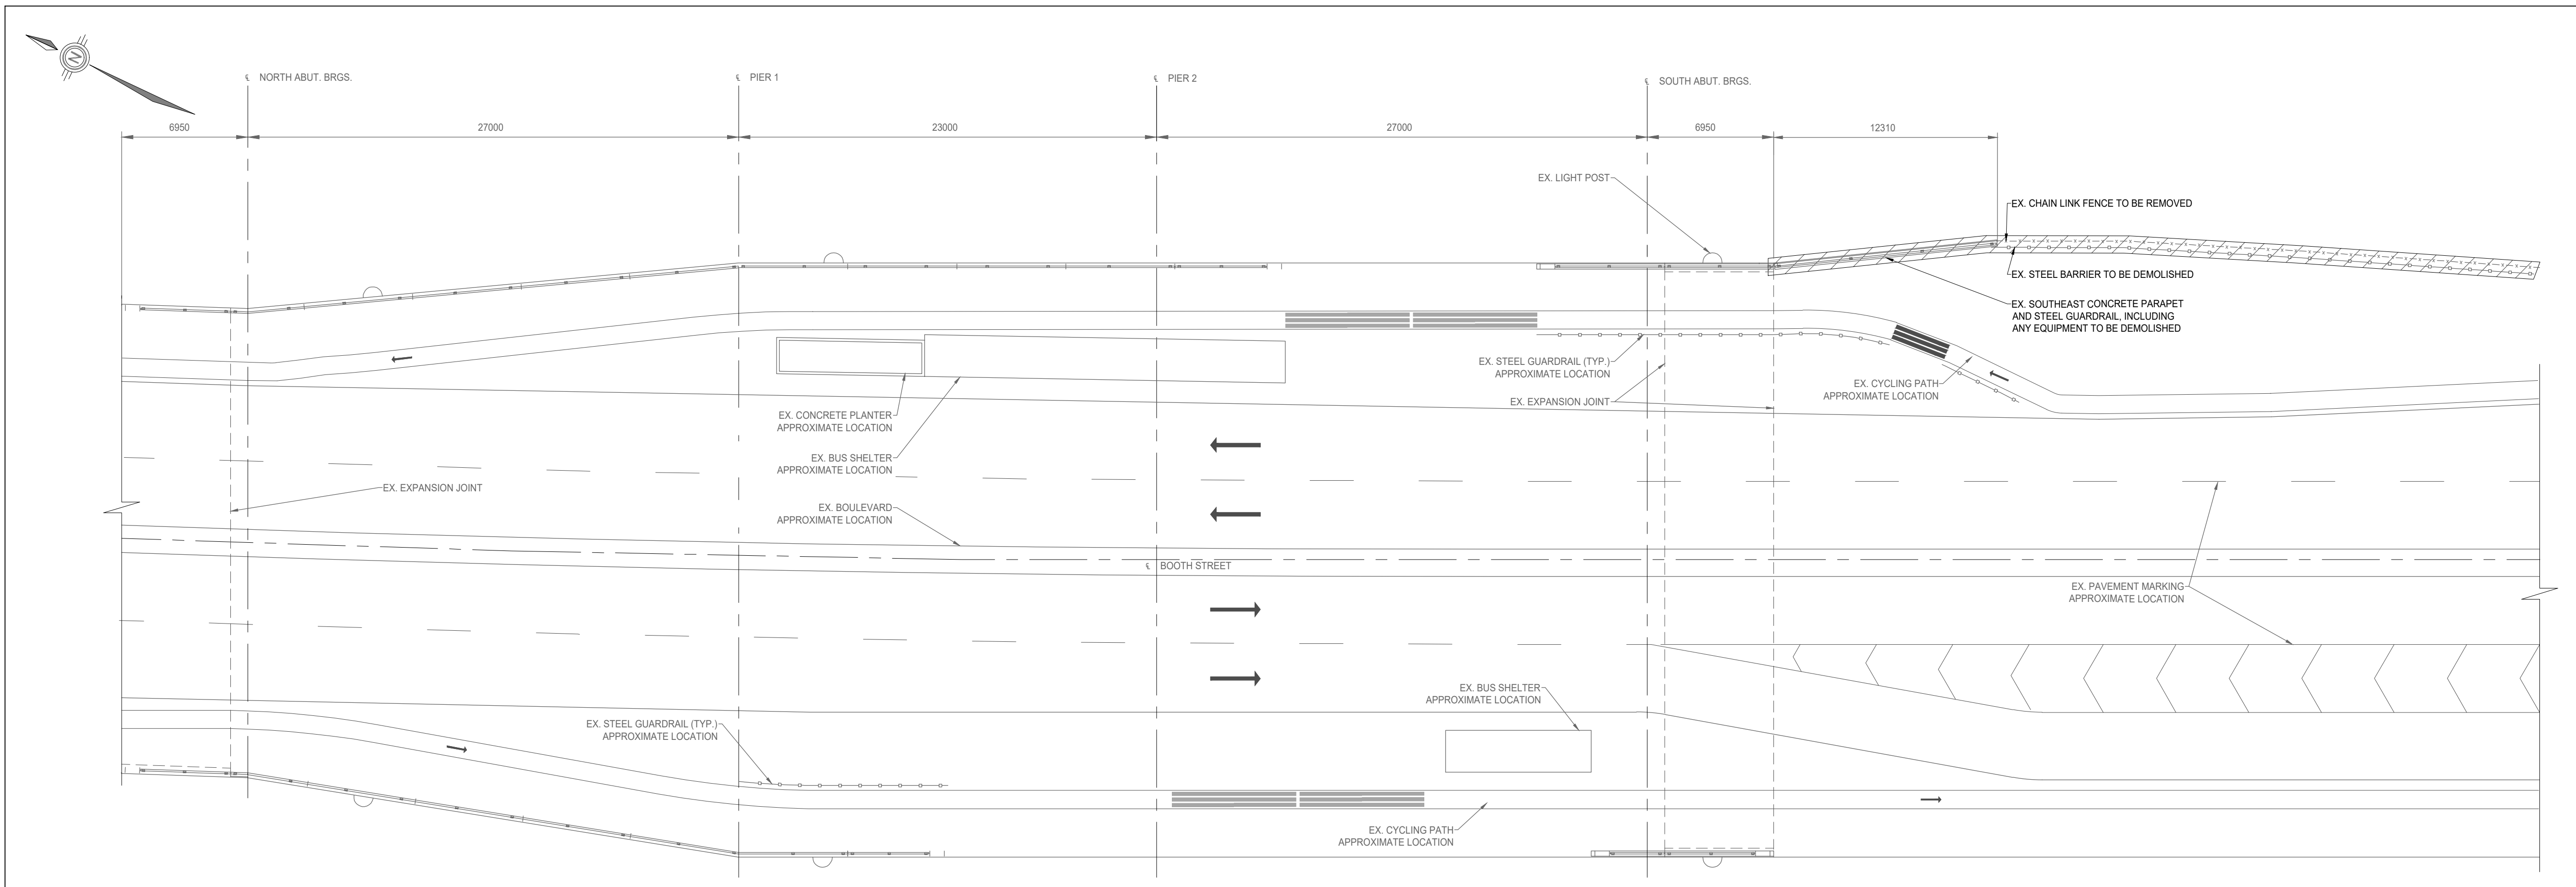 N
℄ NORTH ABUT. BRGS.
℄ PIER 1
℄ PIER 2
℄ SOUTH ABUT. BRGS.
6950
27000
23000
27000
6950
12310
EX. LIGHT POST
EX. CHAIN LINK FENCE TO BE REMOVED
EX. STEEL BARRIER TO BE DEMOLISHED
EX. SOUTHEAST CONCRETE PARAPET
AND STEEL GUARDRAIL, INCLUDING
ANY EQUIPMENT TO BE DEMOLISHED
EX. STEEL GUARDRAIL (TYP.)
APPROXIMATE LOCATION
EX. CYCLING PATH
APPROXIMATE LOCATION
EX. EXPANSION JOINT
EX. CONCRETE PLANTER
APPROXIMATE LOCATION
EX. BUS SHELTER
APPROXIMATE LOCATION
EX. EXPANSION JOINT
EX. BOULEVARD
APPROXIMATE LOCATION
℄ BOOTH STREET
EX. PAVEMENT MARKING
APPROXIMATE LOCATION
EX. BUS SHELTER
APPROXIMATE LOCATION
EX. STEEL GUARDRAIL (TYP.)
APPROXIMATE LOCATION
EX. CYCLING PATH
APPROXIMATE LOCATION